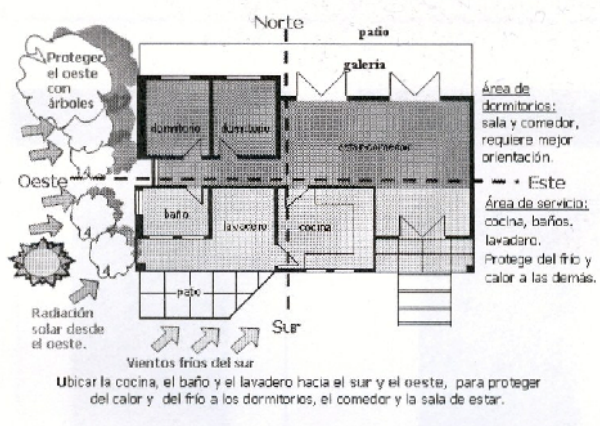 Norte
patio
Proteger
el oeste
con
árboles
galería
dormitorio
dormitorio
estar-comedor
Área de
dormitorios:
sala y comedor,
requiere mejor
orientación.
Oeste
Este
baño
lavadero
cocina
Área de servicio:
cocina, baños.
lavadero.
Protege del frío y
calor a las demás.
patio
Radiación
solar desde
el oeste.
Sur
Vientos fríos del sur
Ubicar la cocina, el baño y el lavadero hacia el sur y el oeste, para proteger
del calor y del frío a los dormitorios, el comedor y la sala de estar.